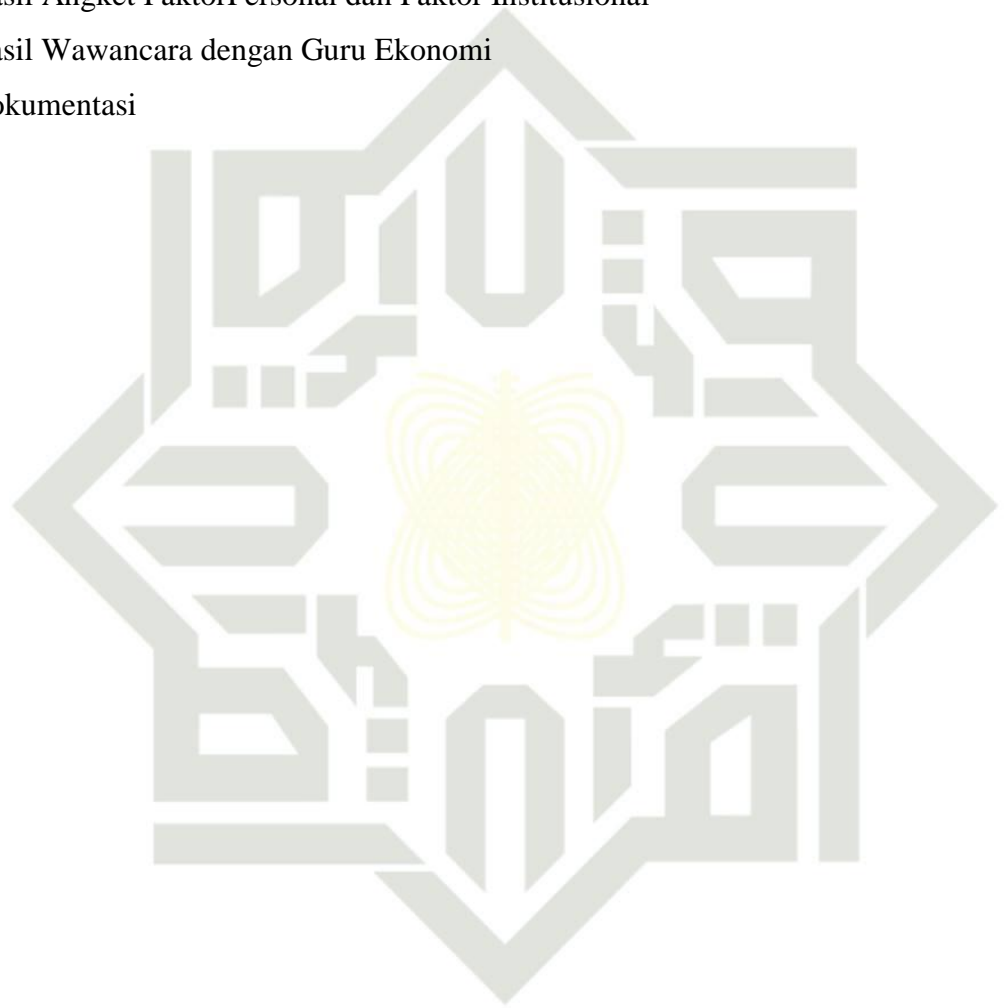 asil Angket FaktorPersonal dan Faktor Institusional
asil Wawancara dengan Guru Ekonomi
okumentasi